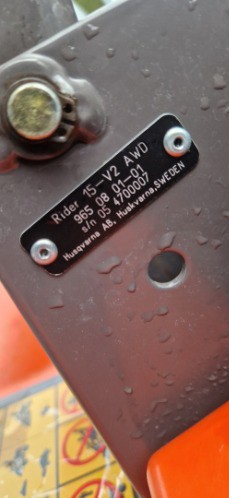 Rider 15-V2 AWD
965 08 01-01
s/n 05 4700007
Husqvarna AB, Huskvarna, SWEDEN